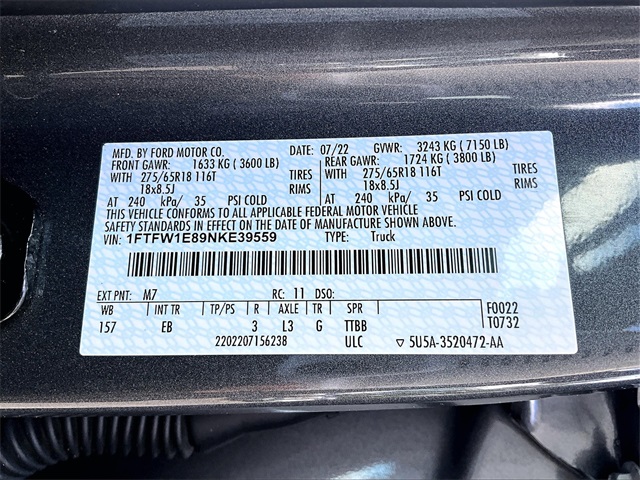 MFD. BY FORD MOTOR CO. DATE: 07/22 GVWR: 3243 KG ( 7150 LB)
FRONT GAWR: 1633 KG ( 3600 LB) REAR GAWR: 1724 KG ( 3800 LB)
WITH 275/65R18 116T TIRES WITH 275/65R18 116T TIRES
18x8.5J RIMS 18x8.5J RIMS
AT 240 kPa/ 35 PSI COLD AT 240 kPa/ 35 PSI COLD
THIS VEHICLE CONFORMS TO ALL APPLICABLE FEDERAL MOTOR VEHICLE
SAFETY STANDARDS IN EFFECT ON THE DATE OF MANUFACTURE SHOWN ABOVE.
VIN: 1FTFW1E89NKE39559 TYPE: Truck
EXT PNT: M7 RC: 11 DSO:
WB INT TR TP/PS R AXLE TR SPR F0022
157 EB 3 L3 G TTBB T0732
2202207156238 ULC ▽ 5U5A-3520472-AA